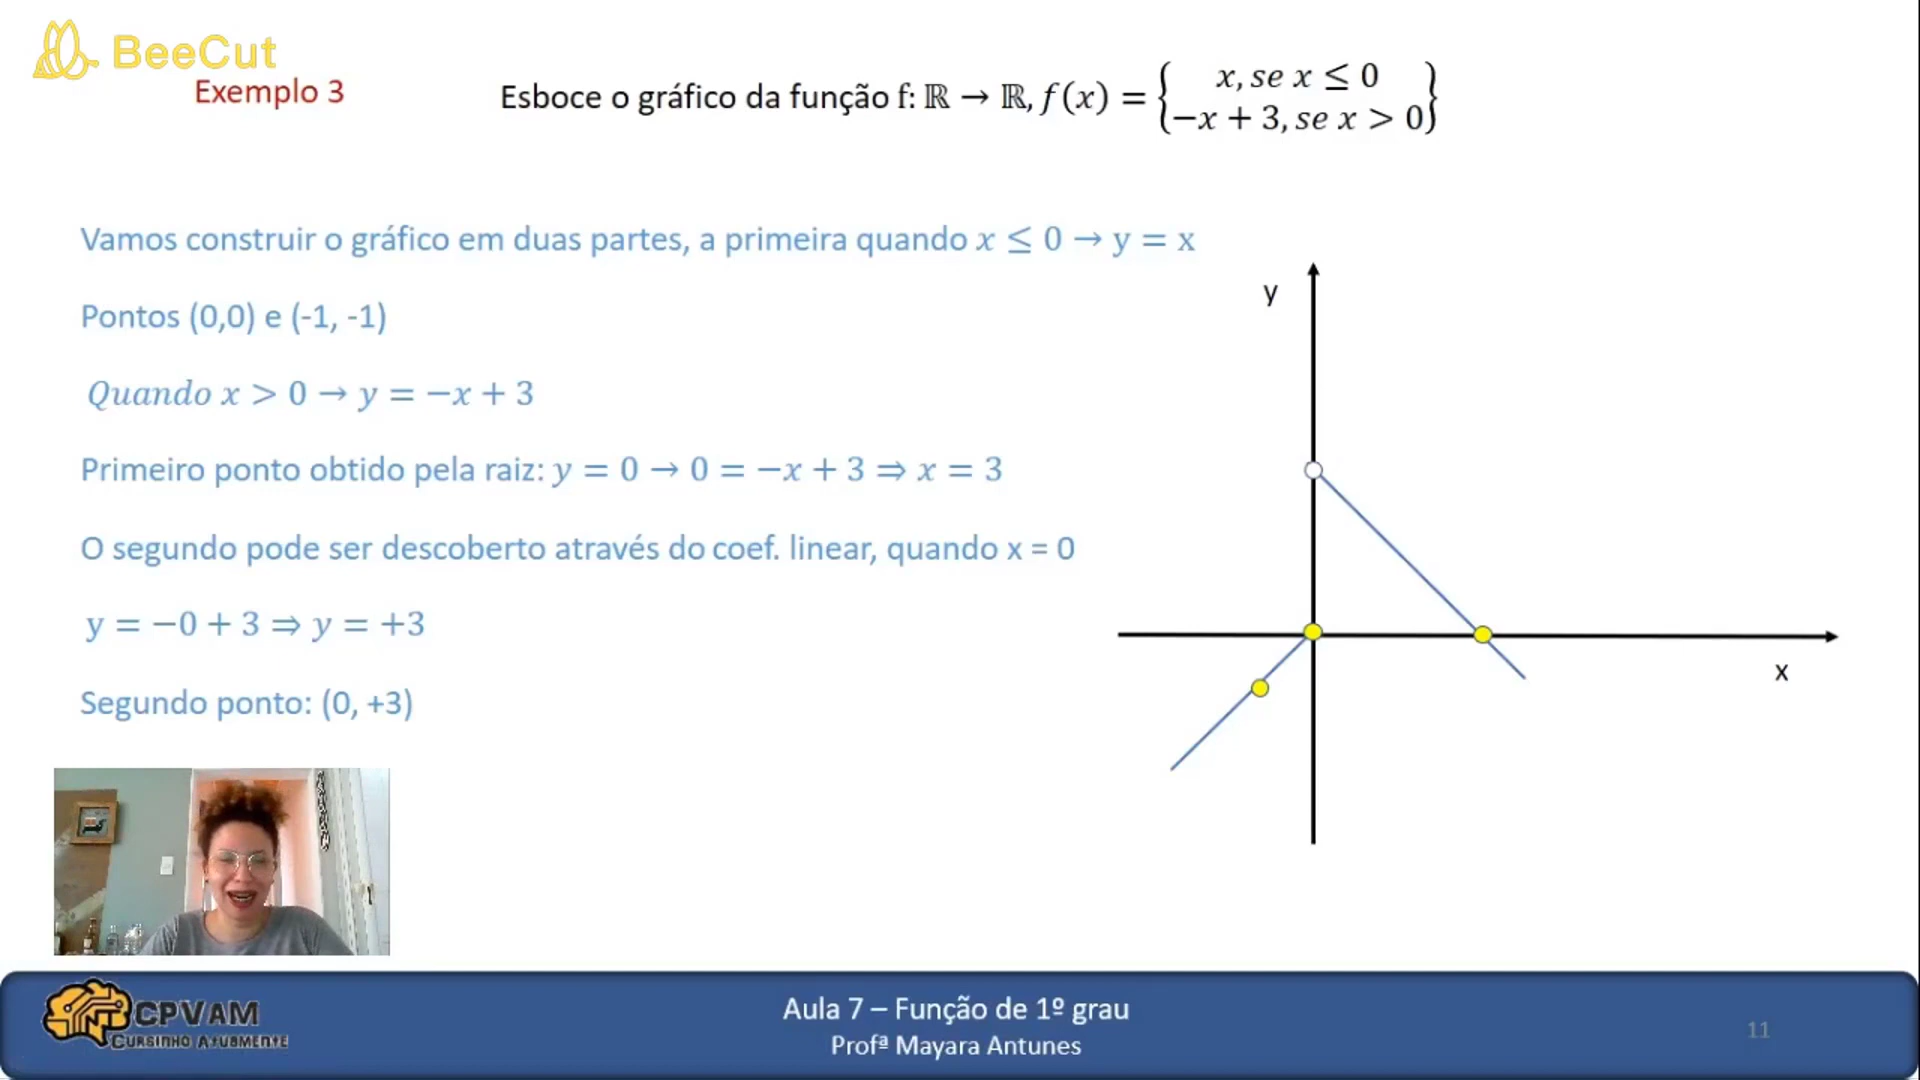 BeeCut
Exemplo 3
Esboce o gráfico da função f: ℝ → ℝ, f(x) = { x, se x ≤ 0
−x + 3, se x > 0 }
Vamos construir o gráfico em duas partes, a primeira quando x ≤ 0 → y = x
Pontos (0,0) e (-1, -1)
Quando x > 0 → y = −x + 3
Primeiro ponto obtido pela raiz: y = 0 → 0 = −x + 3 ⇒ x = 3
O segundo pode ser descoberto através do coef. linear, quando x = 0
y = −0 + 3 ⇒ y = +3
Segundo ponto: (0, +3)
y
x
CPVAM
CURSINHO ATUAMENTE
Aula 7 – Função de 1º grau
Profª Mayara Antunes
11